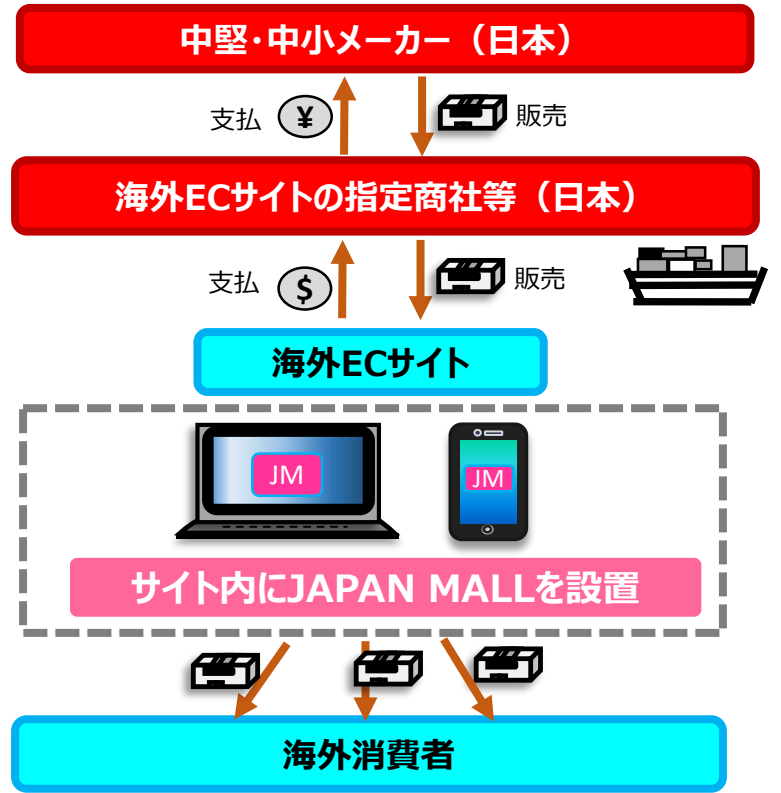 中堅・中小メーカー（日本）
支払 ¥ 販売
海外ECサイトの指定商社等（日本）
支払 $ 販売
海外ECサイト
JM JM
サイト内にJAPAN MALLを設置
海外消費者